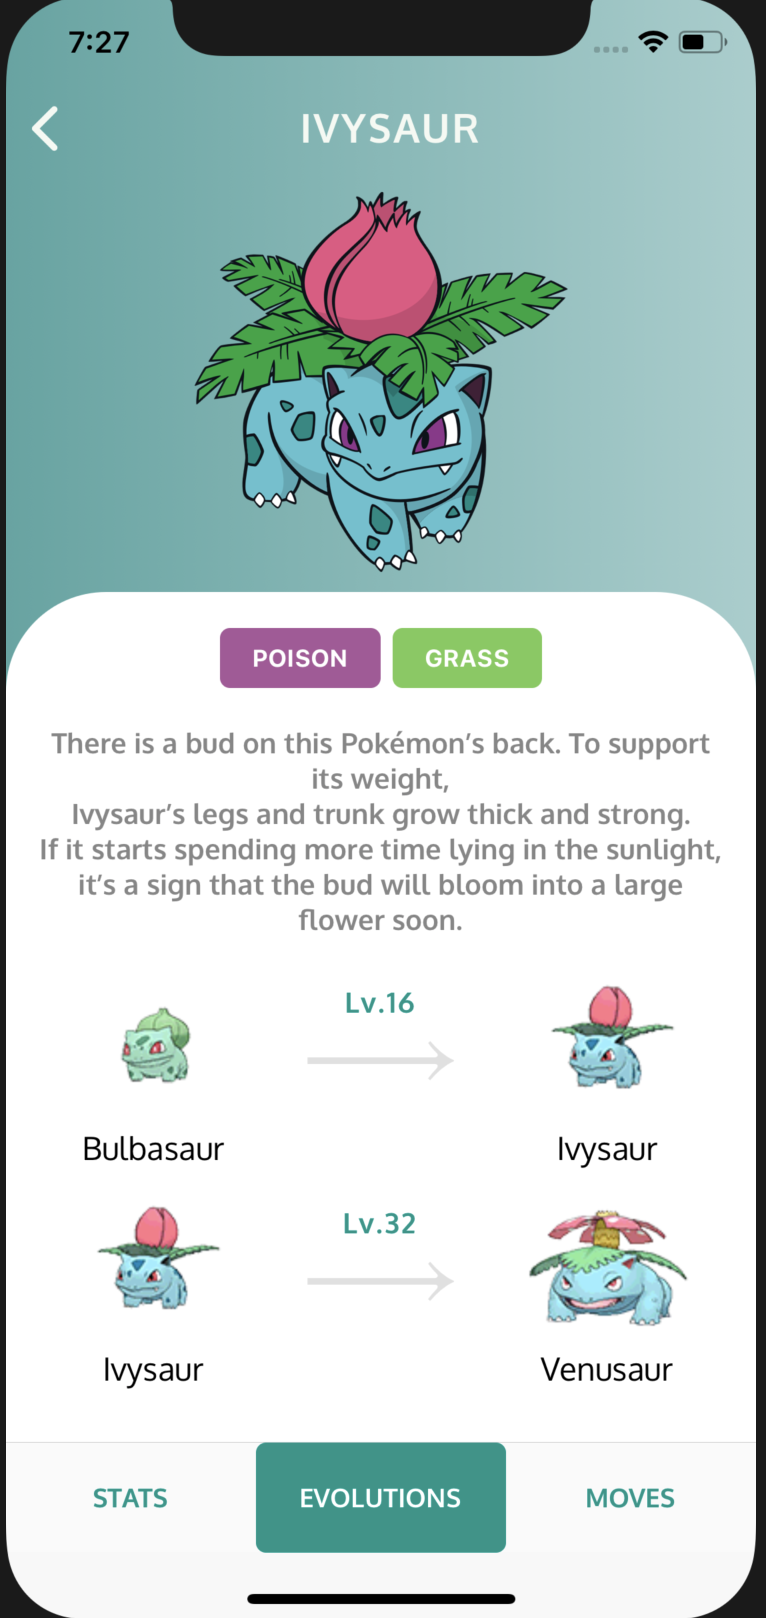 7:27
IVYSAUR
POISON GRASS
There is a bud on this Pokémon's back. To support
its weight,
Ivysaur's legs and trunk grow thick and strong.
If it starts spending more time lying in the sunlight,
it's a sign that the bud will bloom into a large
flower soon.
Lv.16
Bulbasaur Ivysaur
Lv.32
Ivysaur Venusaur
STATS EVOLUTIONS MOVES